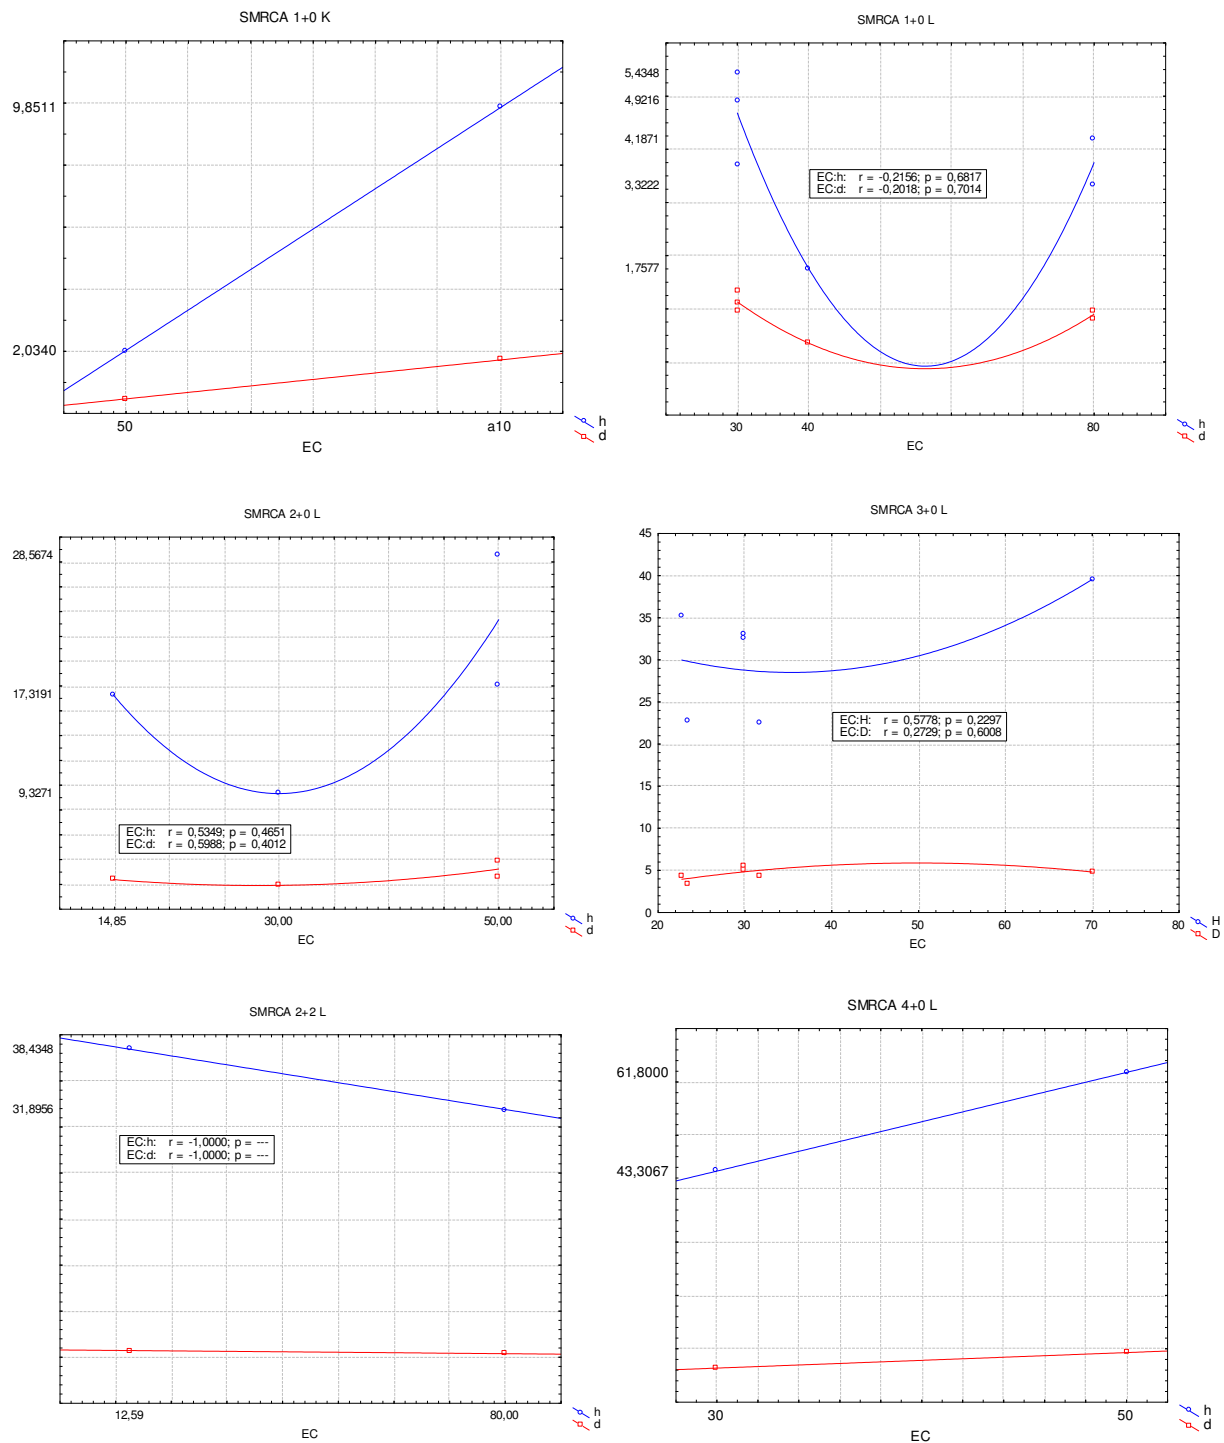 SMRCA 1+0 K
9,8511
2,0340
50
a10
EC
h
d
SMRCA 1+0 L
5,4348
4,9216
4,1871
3,3222
1,7577
EC:h: r = -0,2156; p = 0,6817
EC:d: r = -0,2018; p = 0,7014
30
40
80
EC
h
d
SMRCA 2+0 L
28,5674
17,3191
9,3271
EC:h: r = 0,5349; p = 0,4651
EC:d: r = 0,5988; p = 0,4012
14,85
30,00
50,00
EC
h
d
SMRCA 3+0 L
45
40
35
30
25
20
15
10
5
0
EC:H: r = 0,5778; p = 0,2297
EC:D: r = 0,2729; p = 0,6008
20
30
40
50
60
70
80
EC
H
D
SMRCA 2+2 L
38,4348
31,8956
EC:h: r = -1,0000; p = ---
EC:d: r = -1,0000; p = ---
12,59
80,00
EC
h
d
SMRCA 4+0 L
61,8000
43,3067
30
50
EC
h
d